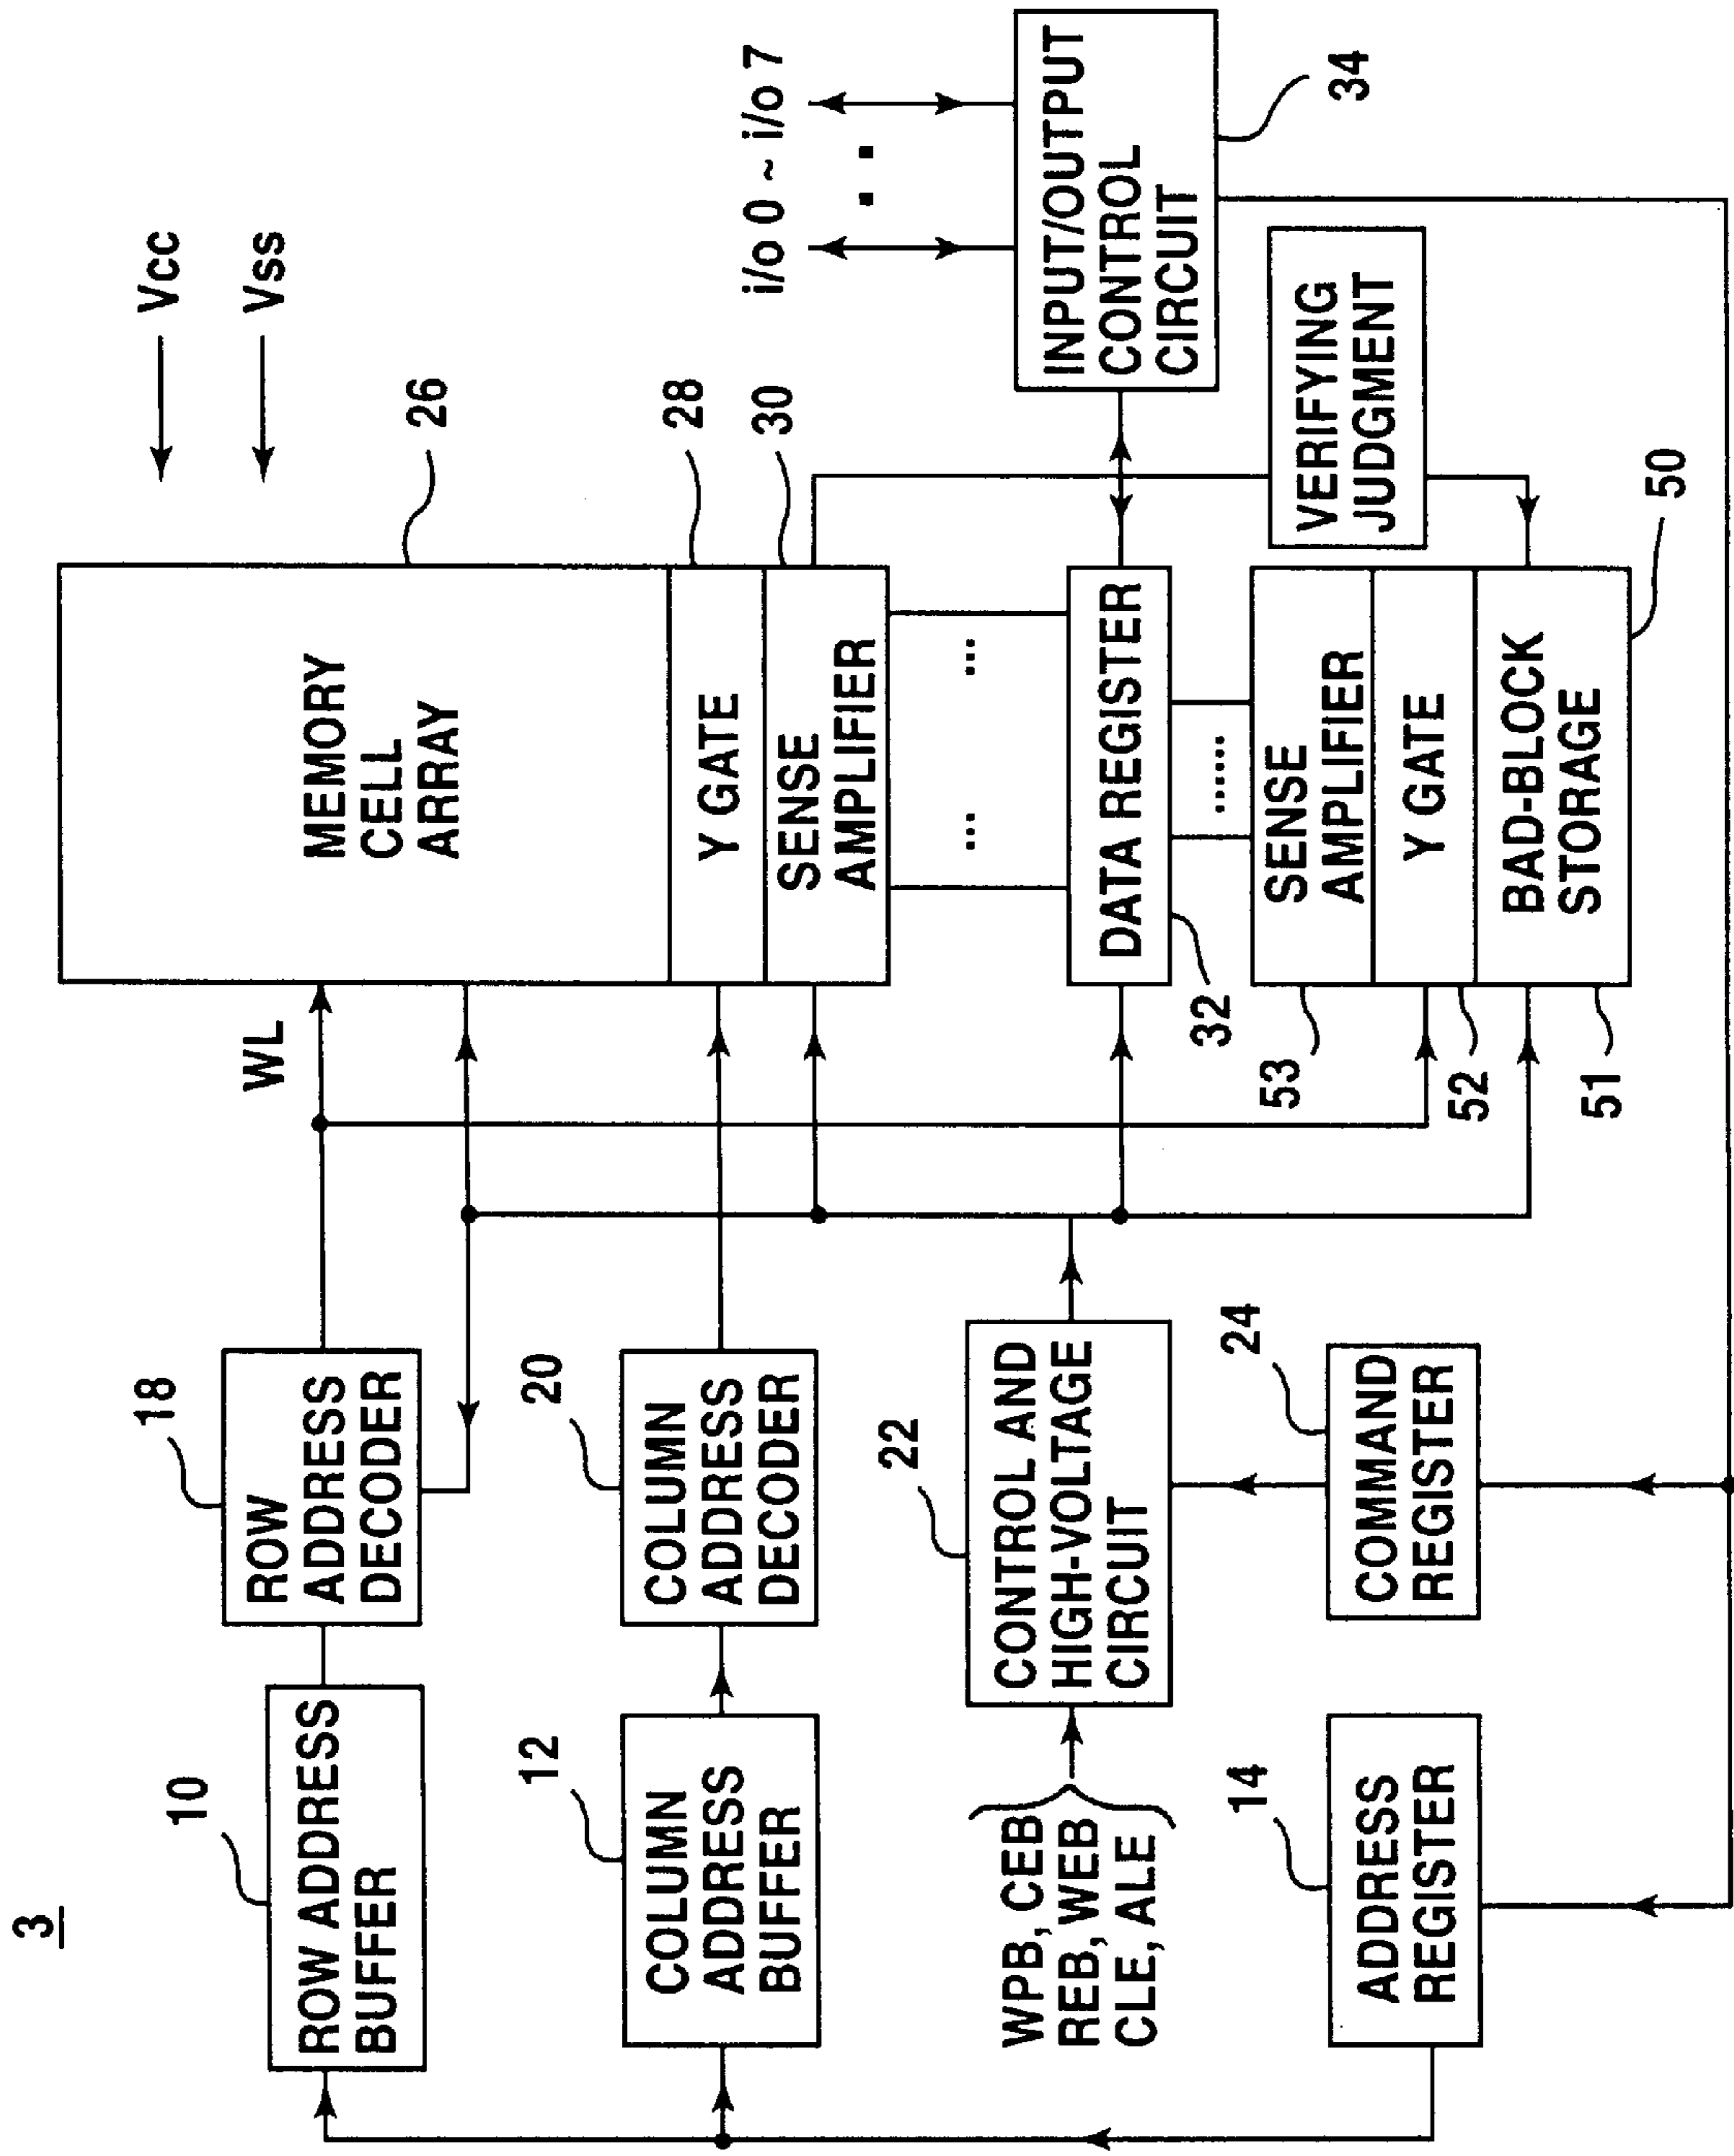 3
10
ROW ADDRESS
BUFFER
18
ROW
ADDRESS
DECODER
WL
MEMORY
CELL
ARRAY
26
Vcc
Vss
12
COLUMN
ADDRESS
BUFFER
20
COLUMN
ADDRESS
DECODER
Y GATE
28
SENSE
AMPLIFIER
30
i/o 0 ~ i/o 7
WPB, CEB
REB, WEB
CLE, ALE
22
CONTROL AND
HIGH-VOLTAGE
CIRCUIT
DATA REGISTER
32
INPUT/OUTPUT
CONTROL
CIRCUIT
34
14
ADDRESS
REGISTER
24
COMMAND
REGISTER
53
SENSE
AMPLIFIER
52
Y GATE
51
BAD-BLOCK
STORAGE
50
VERIFYING
JUDGMENT